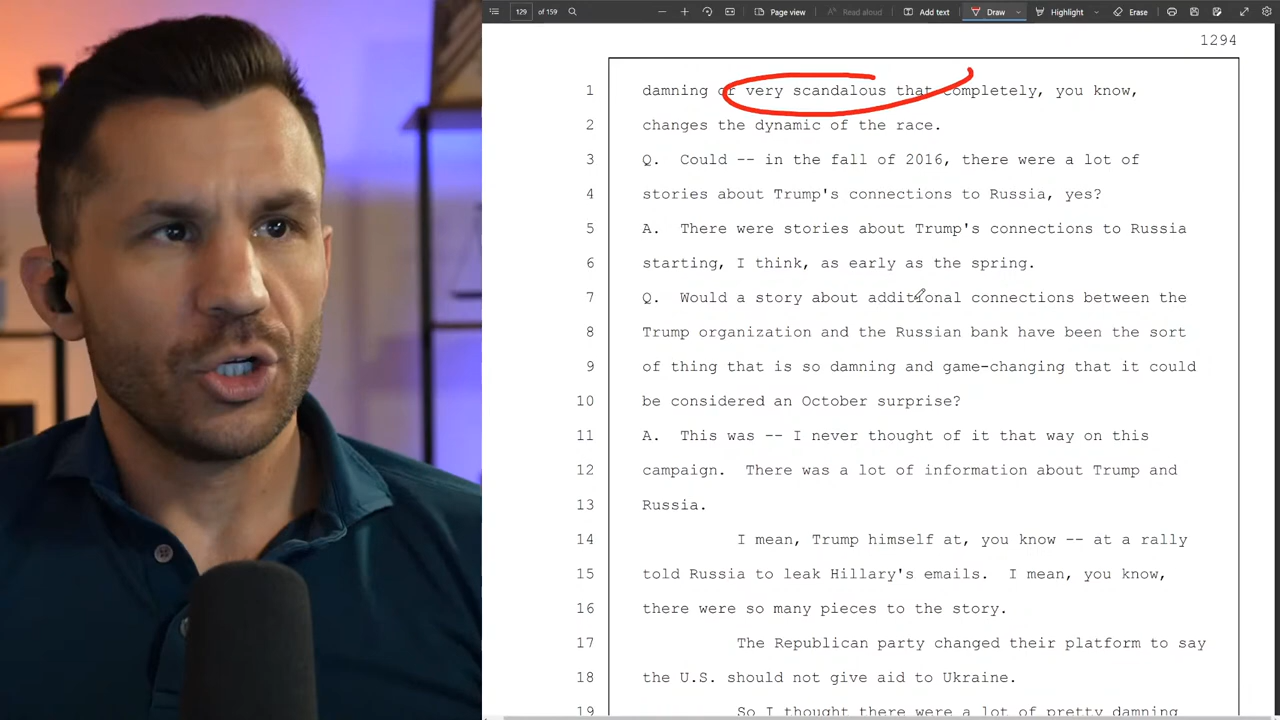 129 of 159 Page view Read aloud Add text Draw Highlight Erase
1294
1 damning or very scandalous that completely, you know,
2 changes the dynamic of the race.
3 Q. Could -- in the fall of 2016, there were a lot of
4 stories about Trump's connections to Russia, yes?
5 A. There were stories about Trump's connections to Russia
6 starting, I think, as early as the spring.
7 Q. Would a story about additional connections between the
8 Trump organization and the Russian bank have been the sort
9 of thing that is so damning and game-changing that it could
10 be considered an October surprise?
11 A. This was -- I never thought of it that way on this
12 campaign. There was a lot of information about Trump and
13 Russia.
14 I mean, Trump himself at, you know -- at a rally
15 told Russia to leak Hillary's emails. I mean, you know,
16 there were so many pieces to the story.
17 The Republican party changed their platform to say
18 the U.S. should not give aid to Ukraine.
19 So I thought there were a lot of pretty damning